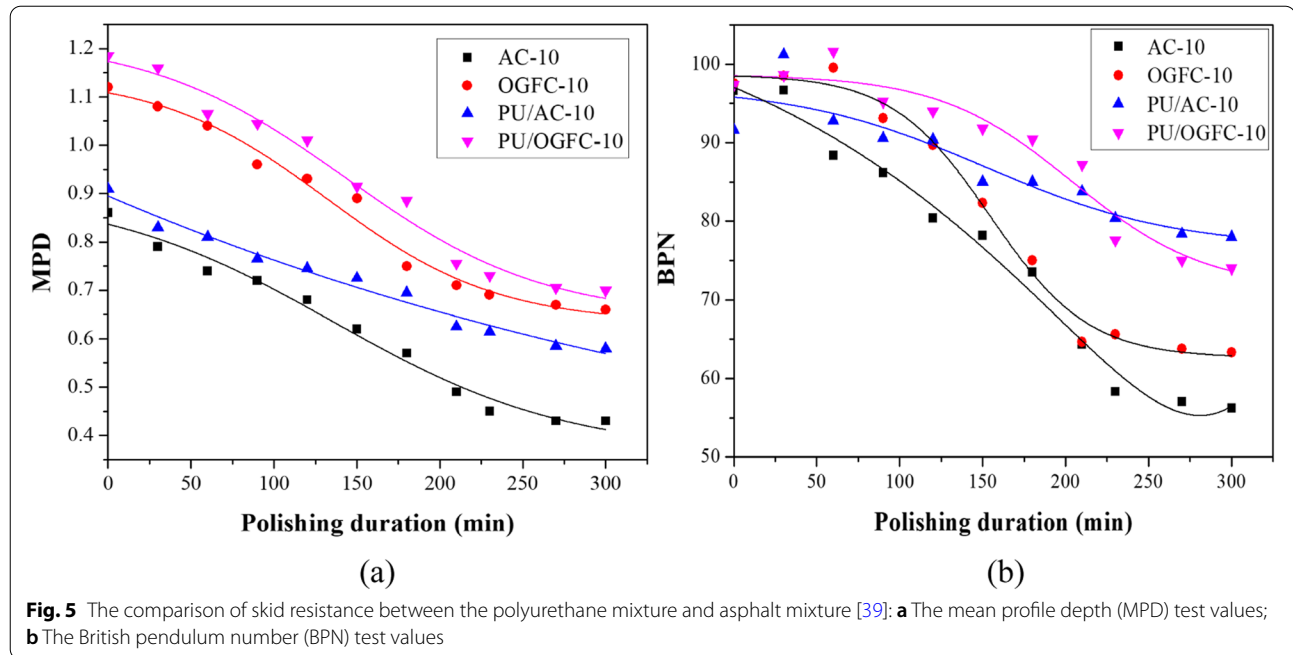 1.2
1.1
1.0
0.9
0.8
0.7
0.6
0.5
0.4
MPD
0 50 100 150 200 250 300
Polishing duration (min)
AC-10
OGFC-10
PU/AC-10
PU/OGFC-10
(a)
100
90
80
70
60
50
BPN
0 50 100 150 200 250 300
Polishing duration (min)
AC-10
OGFC-10
PU/AC-10
PU/OGFC-10
(b)
Fig. 5 The comparison of skid resistance between the polyurethane mixture and asphalt mixture [39]: a The mean profile depth (MPD) test values;
b The British pendulum number (BPN) test values